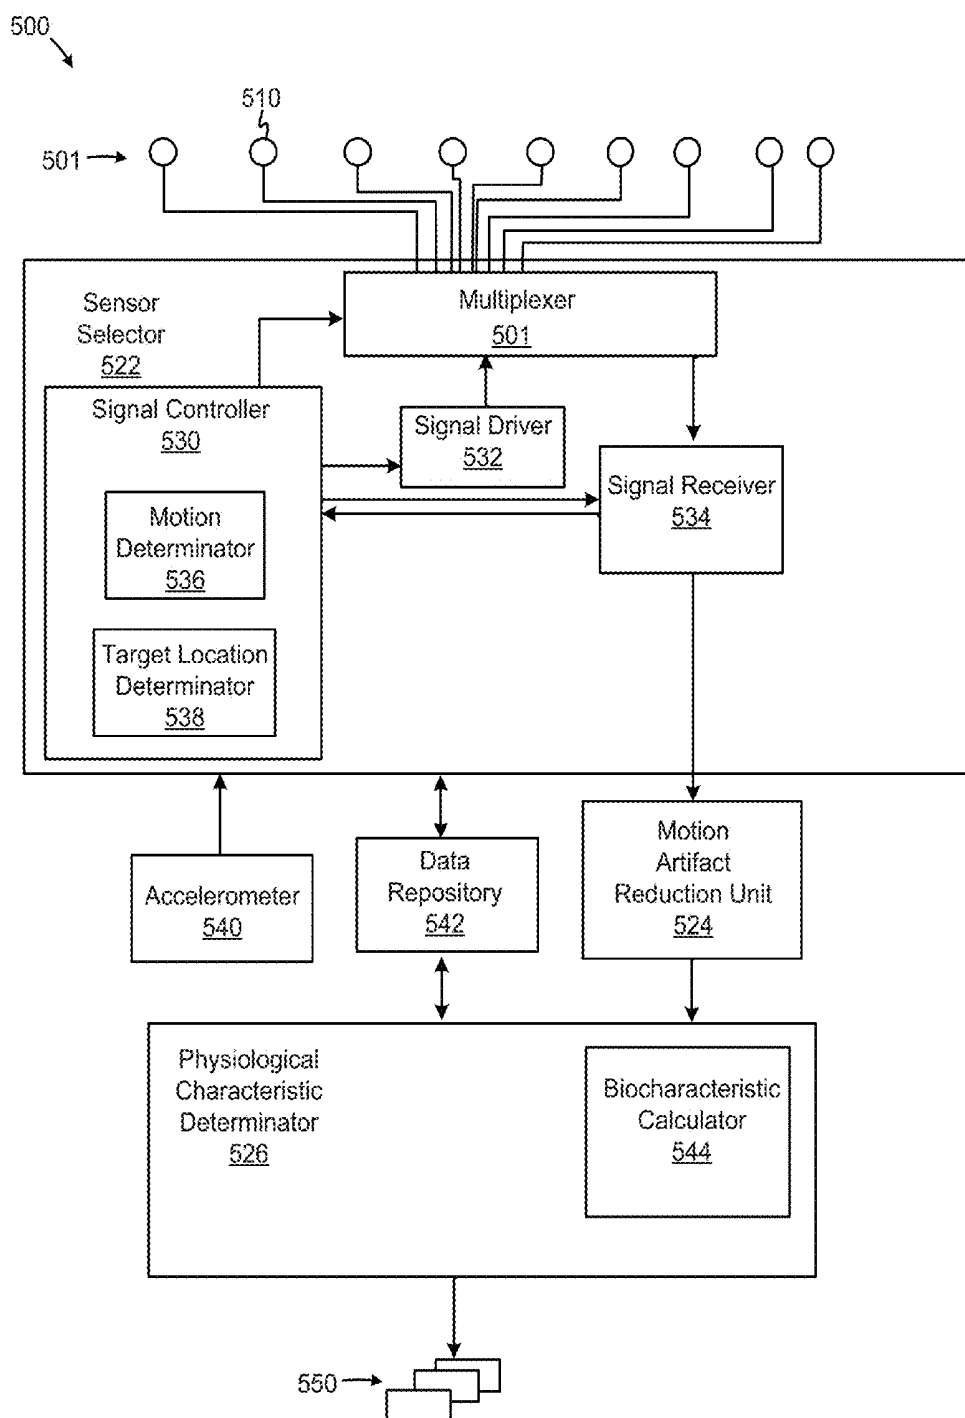 500
510
501
Multiplexer
501
Sensor
Selector
522
Signal Controller
530
Signal Driver
532
Signal Receiver
534
Motion
Determinator
536
Target Location
Determinator
538
Accelerometer
540
Data
Repository
542
Motion
Artifact
Reduction Unit
524
Physiological
Characteristic
Determinator
526
Biocharacteristic
Calculator
544
550